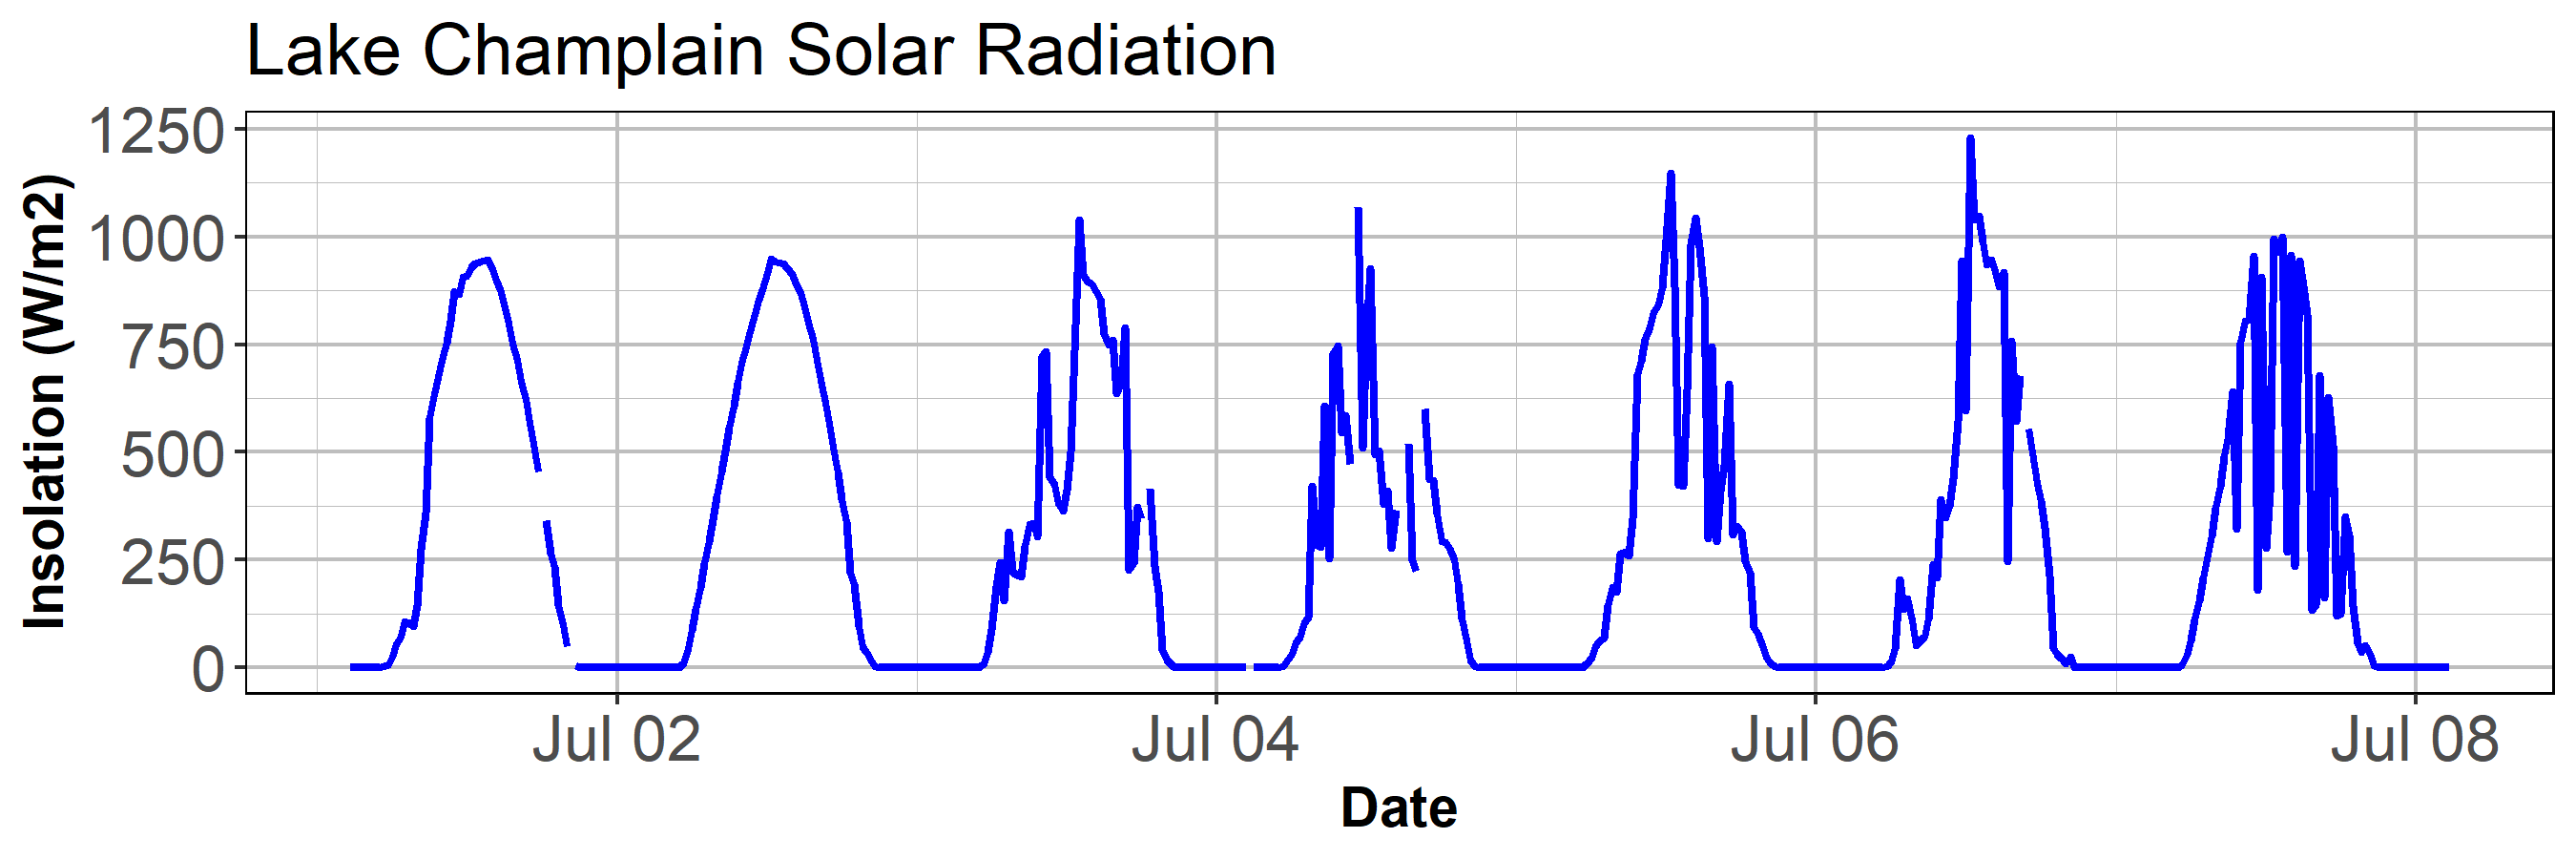 Lake Champlain Solar Radiation
Insolation (W/m2)
1250
1000
750
500
250
0
Jul 02
Jul 04
Jul 06
Jul 08
Date